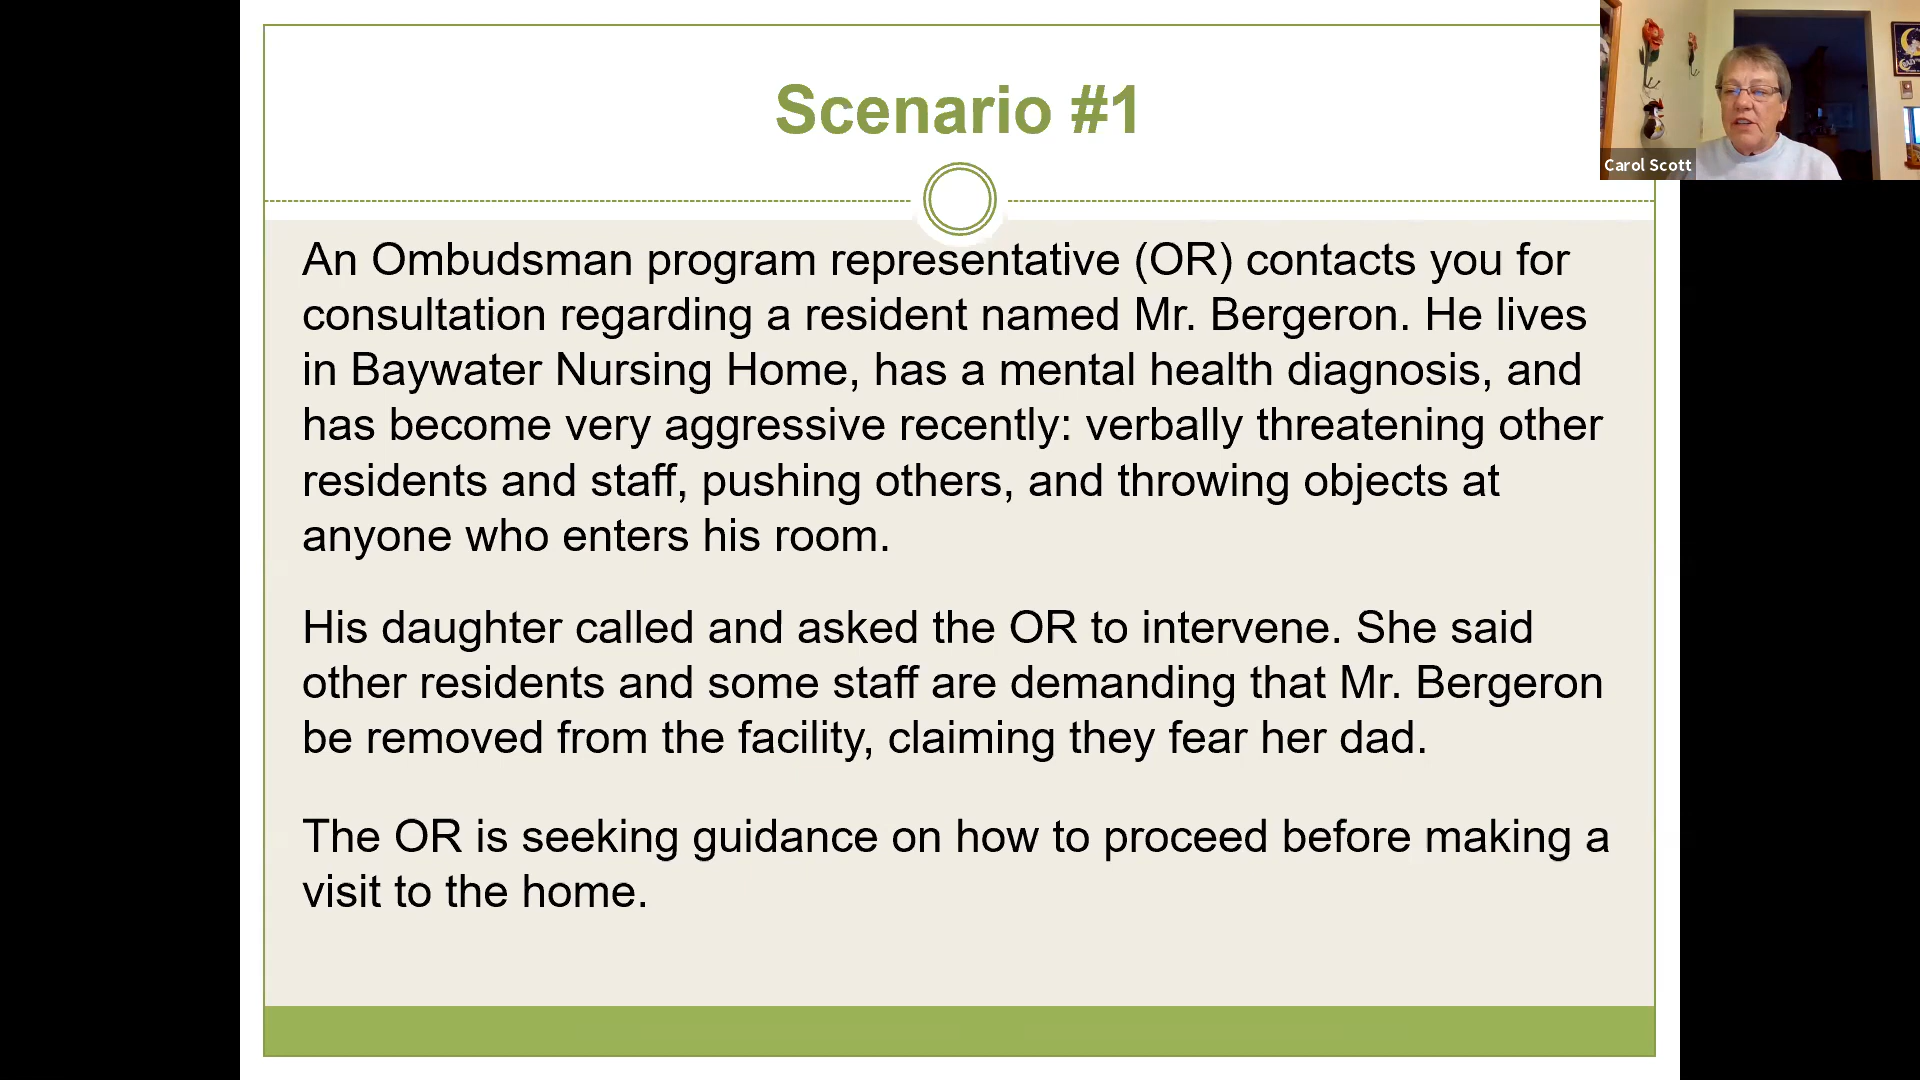 Scenario #1
Carol Scott
An Ombudsman program representative (OR) contacts you for
consultation regarding a resident named Mr. Bergeron. He lives
in Baywater Nursing Home, has a mental health diagnosis, and
has become very aggressive recently: verbally threatening other
residents and staff, pushing others, and throwing objects at
anyone who enters his room.
His daughter called and asked the OR to intervene. She said
other residents and some staff are demanding that Mr. Bergeron
be removed from the facility, claiming they fear her dad.
The OR is seeking guidance on how to proceed before making a
visit to the home.